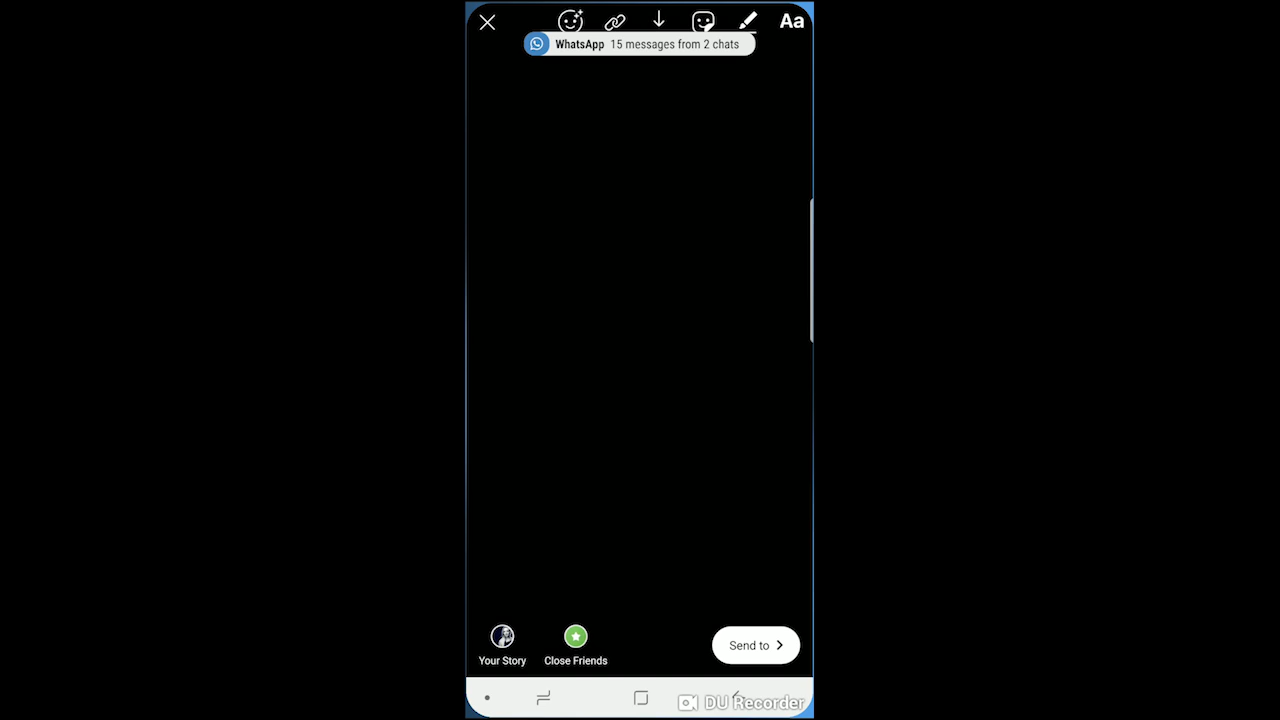 Aa
WhatsApp 15 messages from 2 chats
Your Story
Close Friends
Send to
DU Recorder